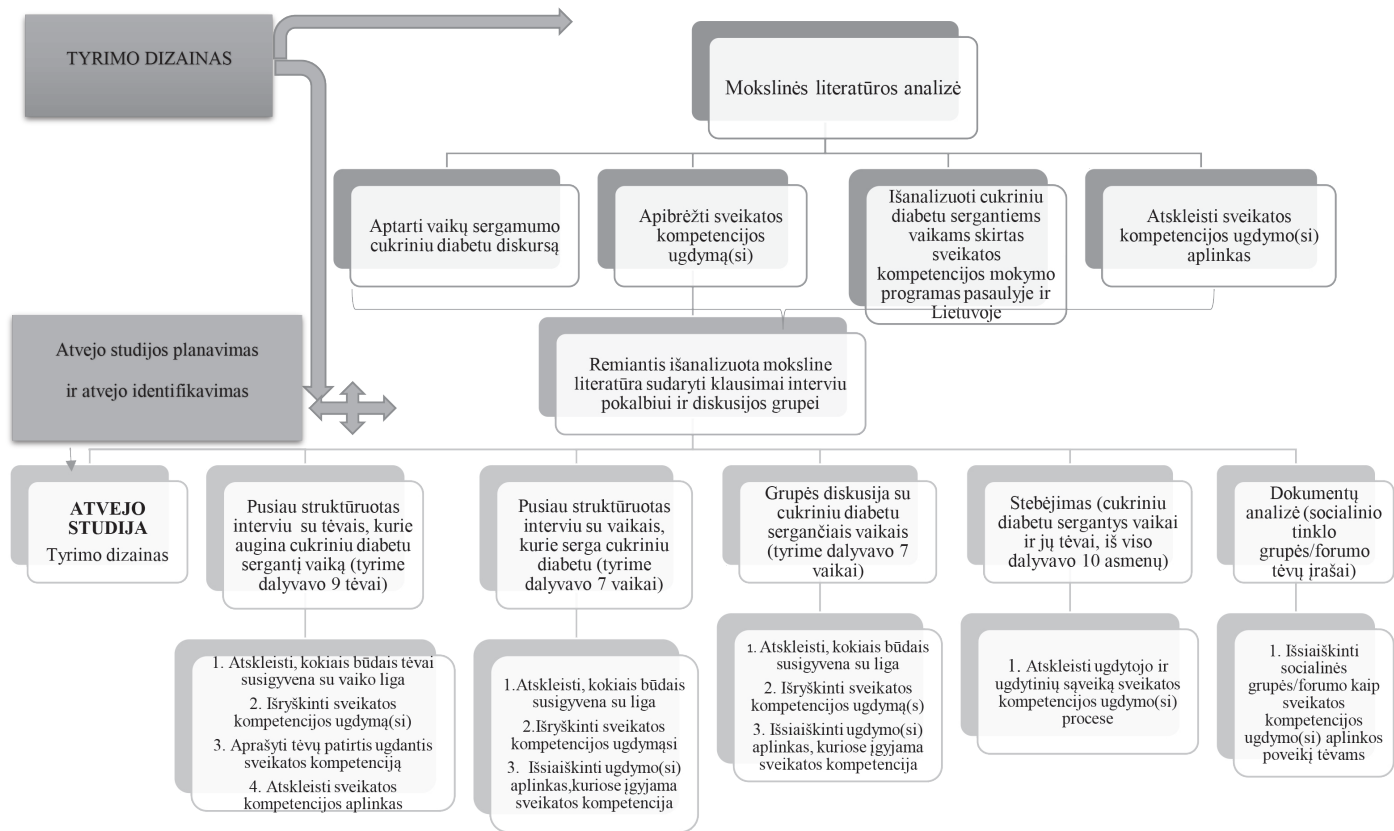 TYRIMO DIZAINAS
Mokslinės literatūros analizė
Aptarti vaikų sergamumo
cukriniu diabetu diskursą
Apibrėžti sveikatos
kompetencijos
ugdymą(si)
Išanalizuoti cukriniu
diabetu sergantiems
vaikams skirtas
sveikatos
kompetencijos mokymo
programas pasaulyje ir
Lietuvoje
Atskleisti sveikatos
kompetencijos ugdymo(si)
aplinkas
Atvejo studijos planavimas
ir atvejo identifikavimas
Remiantis išanalizuota moksline
literatūra sudaryti klausimai interviu
pokalbiui ir diskusijos grupei
ATVEJO
STUDIJA
Tyrimo dizainas
Pusiau struktūruotas
interviu su tėvais, kurie
augina cukriniu diabetu
sergantį vaiką (tyrime
dalyvavo 9 tėvai)
Pusiau struktūruotas
interviu su vaikais,
kurie serga cukriniu
diabetu (tyrime
dalyvavo 7 vaikai)
Grupės diskusija su
cukriniu diabetu
sergančiais vaikais
(tyrime dalyvavo 7
vaikai)
Stebėjimas (cukriniu
diabetu sergantys vaikai
ir jų tėvai, iš viso
dalyvavo 10 asmenų)
Dokumentų
analizė (socialinio
tinklo
grupės/forumo
tėvų įrašai)
1. Atskleisti, kokiais būdais tėvai
susigyvena su vaiko liga
2. Išryškinti sveikatos
kompetencijos ugdymą(si)
3. Aprašyti tėvų patirtis ugdantis
sveikatos kompetenciją
4. Atskleisti sveikatos
kompetencijos aplinkas
1.Atskleisti, kokiais būdais
susigyvena su liga
2.Išryškinti sveikatos
kompetencijos ugdymąsi
3. Išsiaiškinti ugdymo(si)
aplinkas,kuriose įgyjama
sveikatos kompetencija
1. Atskleisti, kokiais būdais
susigyvena su liga
2. Išryškinti sveikatos
kompetencijos ugdymą(s)
3. Išsiaiškinti ugdymo(si)
aplinkas, kuriose įgyjama
sveikatos kompetencija
1. Atskleisti ugdytojo ir
ugdytinių sąveiką sveikatos
kompetencijos ugdymo(si)
procese
1. Išsiaiškinti
socialinės
grupės/forumo kaip
sveikatos
kompetencijos
ugdymo(si) aplinkos
poveikį tėvams